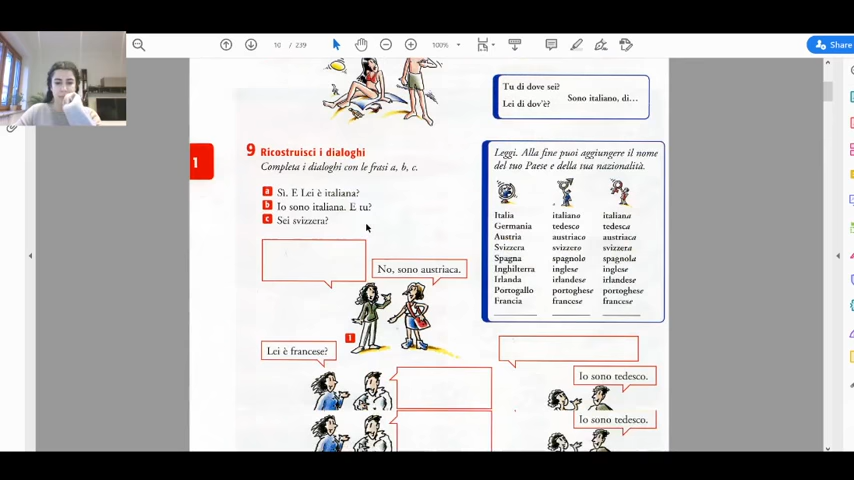 10 / 239
100%
Share
Tu di dove sei?
Lei di dov'è?
Sono italiano, di...
1
9 Ricostruisci i dialoghi
Completa i dialoghi con le frasi a, b, c.
a Sì. E Lei è italiana?
b Io sono italiana. E tu?
c Sei svizzera?
Leggi. Alla fine puoi aggiungere il nome
del tuo Paese e della tua nazionalità.
Italia italiano italiana
Germania tedesco tedesca
Austria austriaco austriaca
Svizzera svizzero svizzera
Spagna spagnolo spagnola
Inghilterra inglese inglese
Irlanda irlandese irlandese
Portogallo portoghese portoghese
Francia francese francese
No, sono austriaca.
1
Lei è francese?
Io sono tedesco.
Io sono tedesco.